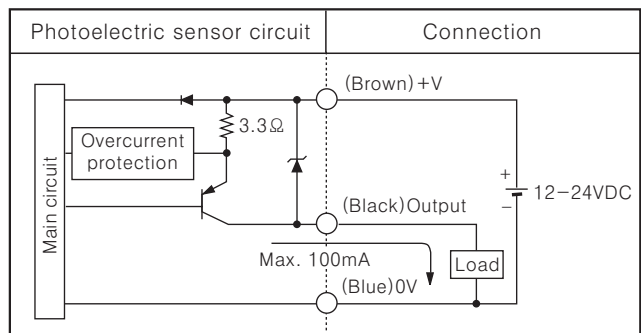 Photoelectric sensor circuit
Connection
(Brown)+V
3.3Ω
Overcurrent
protection
Main circuit
+
12−24VDC
−
(Black)Output
Max. 100mA
Load
(Blue)0V